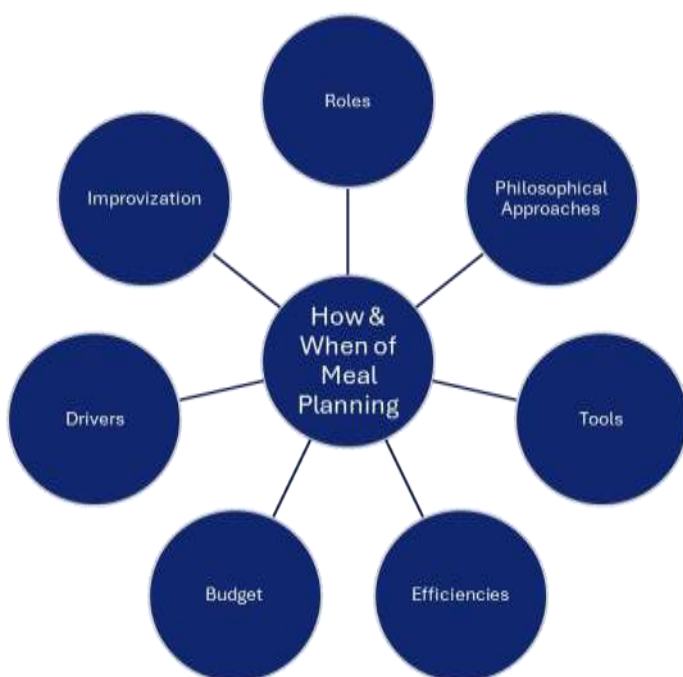 Roles
Philosophical
Approaches
Tools
Efficiencies
Budget
Drivers
Improvization
How &
When of
Meal
Planning